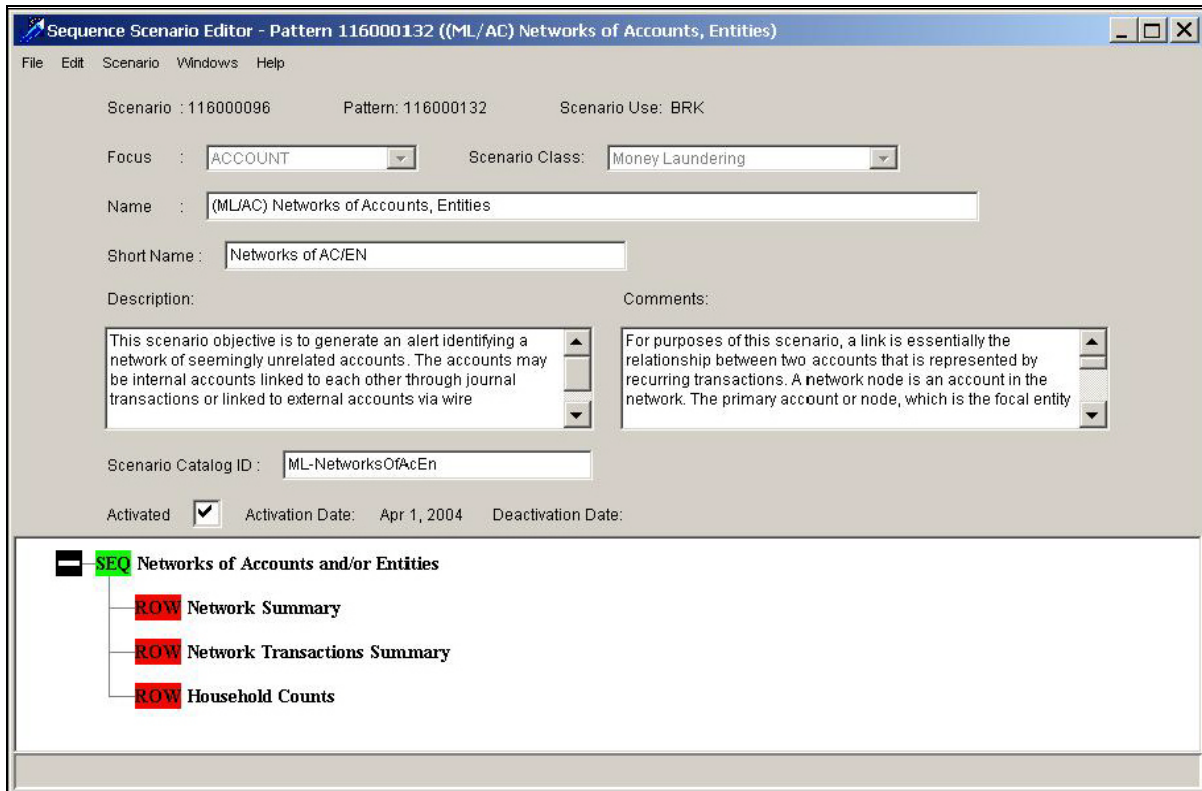 Sequence Scenario Editor - Pattern 116000132 ((ML/AC) Networks of Accounts, Entities)
File Edit Scenario Windows Help
Scenario : 116000096 Pattern: 116000132 Scenario Use: BRK
Focus : ACCOUNT Scenario Class: Money Laundering
Name : (ML/AC) Networks of Accounts, Entities
Short Name : Networks of AC/EN
Description: Comments:
This scenario objective is to generate an alert identifying a
network of seemingly unrelated accounts. The accounts may
be internal accounts linked to each other through journal
transactions or linked to external accounts via wire
For purposes of this scenario, a link is essentially the
relationship between two accounts that is represented by
recurring transactions. A network node is an account in the
network. The primary account or node, which is the focal entity
Scenario Catalog ID : ML-NetworksOfAcEn
Activated Activation Date: Apr 1, 2004 Deactivation Date:
SEQ Networks of Accounts and/or Entities
ROW Network Summary
ROW Network Transactions Summary
ROW Household Counts